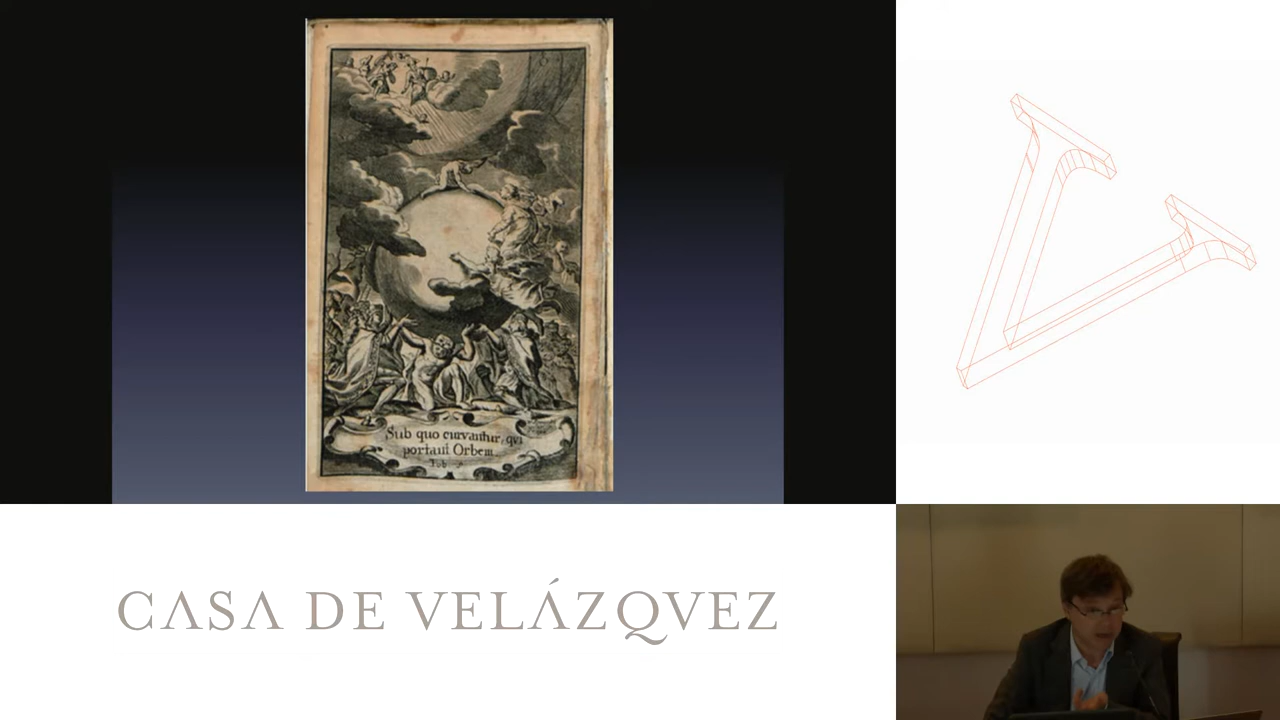 Sub quo curvantur, qui
portant Orbem.
CASA DE VELÁZQVEZ